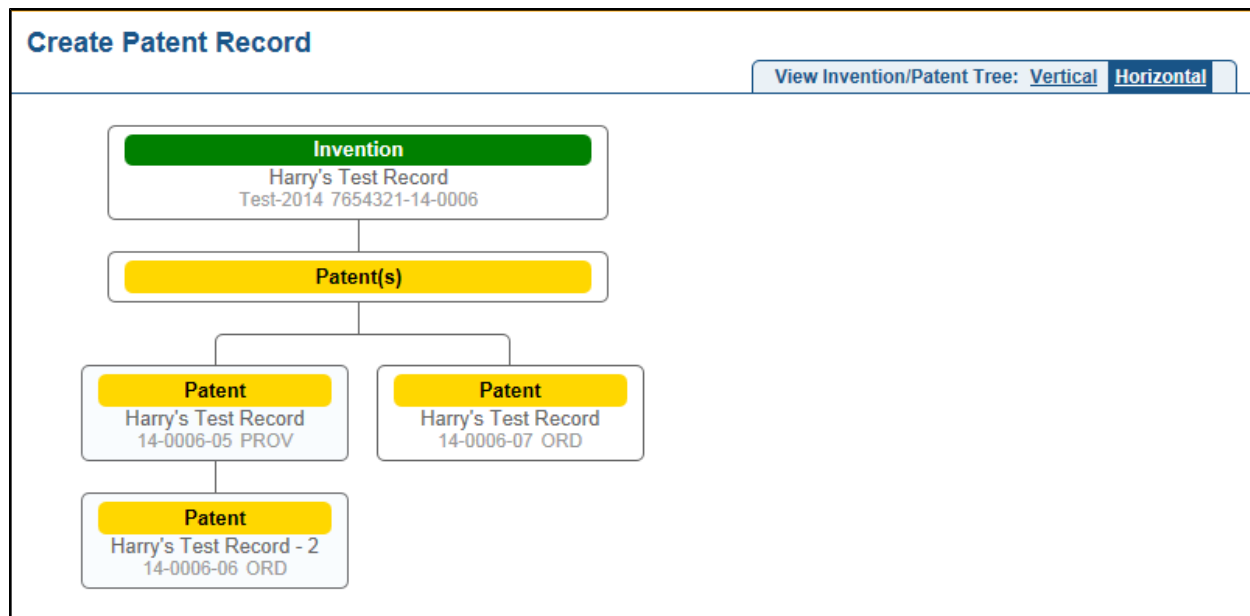 Create Patent Record
View Invention/Patent Tree: Vertical Horizontal
Invention
Harry's Test Record
Test-2014 7654321-14-0006
Patent(s)
Patent
Harry's Test Record
14-0006-05 PROV
Patent
Harry's Test Record
14-0006-07 ORD
Patent
Harry's Test Record - 2
14-0006-06 ORD